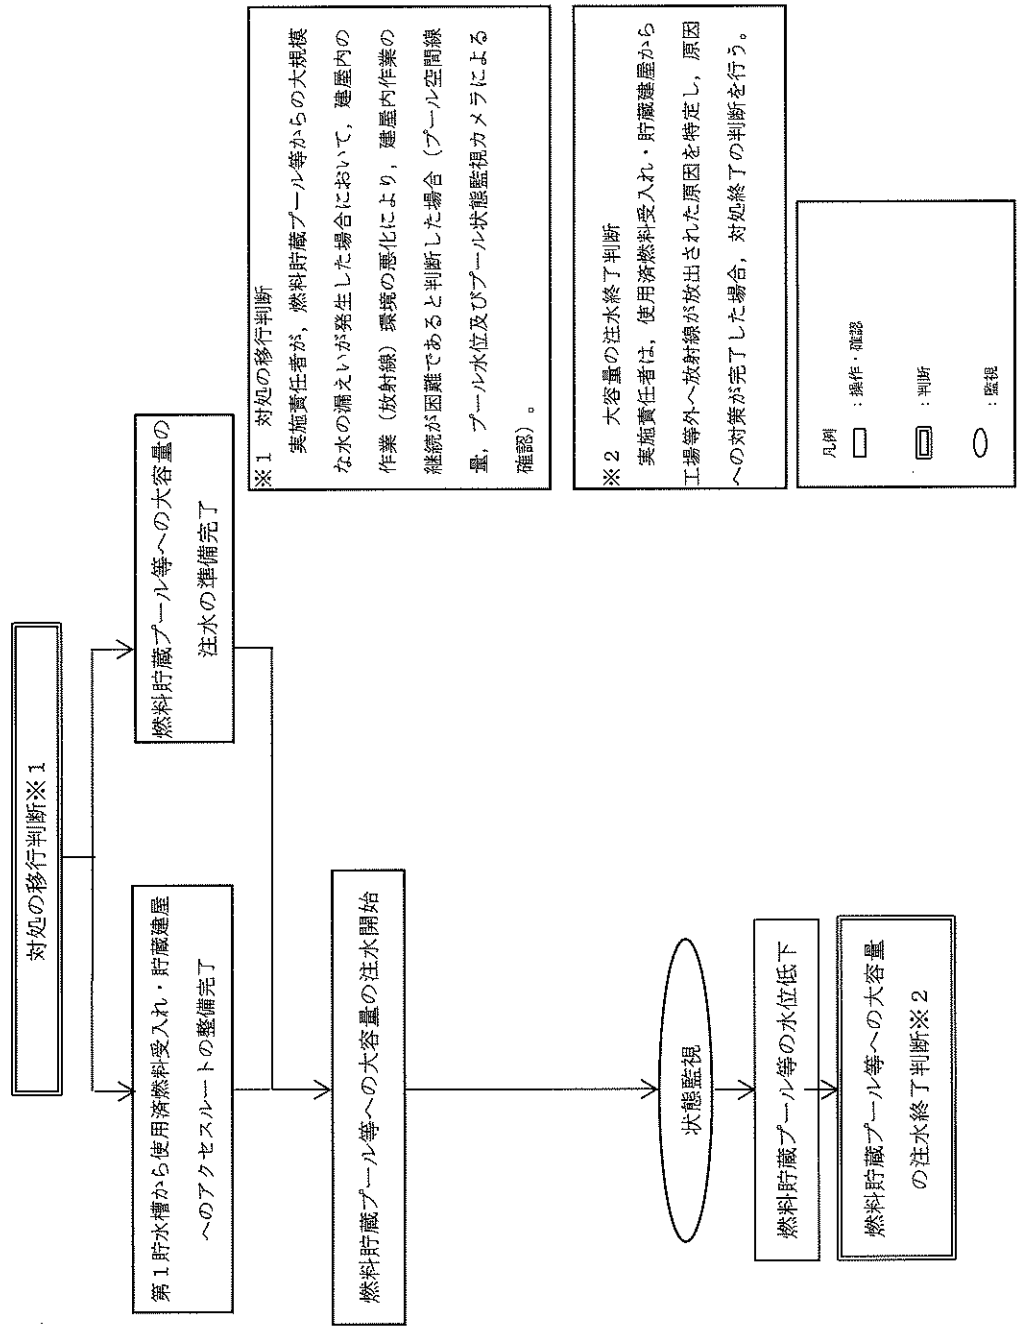 対処の移行判断※1
第1貯水槽から使用済燃料受入れ・貯蔵建屋
へのアクセスルートの整備完了
燃料貯蔵プール等への大容量の
注水の準備完了
燃料貯蔵プール等への大容量の注水開始
状態監視
燃料貯蔵プール等の水位低下
燃料貯蔵プール等への大容量
の注水終了判断※2
※1 対処の移行判断
実施責任者が，燃料貯蔵プール等からの大規模
な水の漏えいが発生した場合において，建屋内の
作業（放射線）環境の悪化により，建屋内作業の
継続が困難であると判断した場合（プール空間線
量，プール水位及びプール状態監視カメラによる
確認）。
※2 大容量の注水終了判断
実施責任者は，使用済燃料受入れ・貯蔵建屋から
工場等外へ放射線が放出された原因を特定し，原因
への対策が完了した場合，対処終了の判断を行う。
凡例
：操作・確認
：判断
：監視